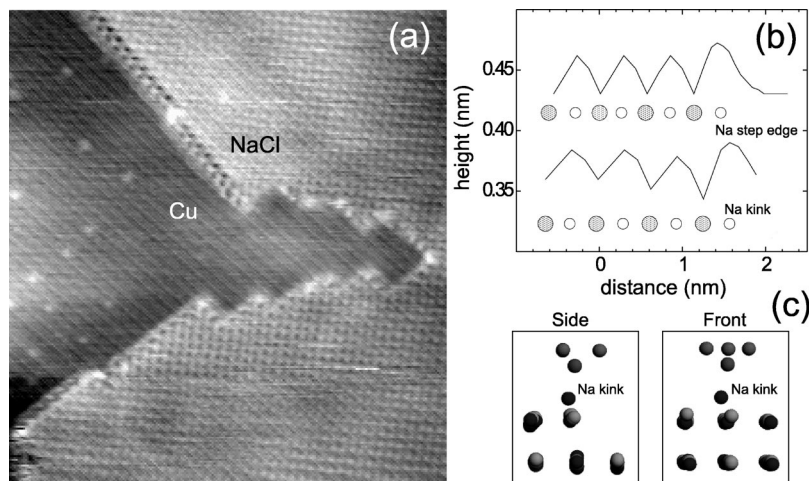 (a)
NaCl
Cu
(b)
height (nm)
0.45
0.40
0.35
Na step edge
Na kink
0 1 2
distance (nm)
(c)
Side Front
Na kink Na kink